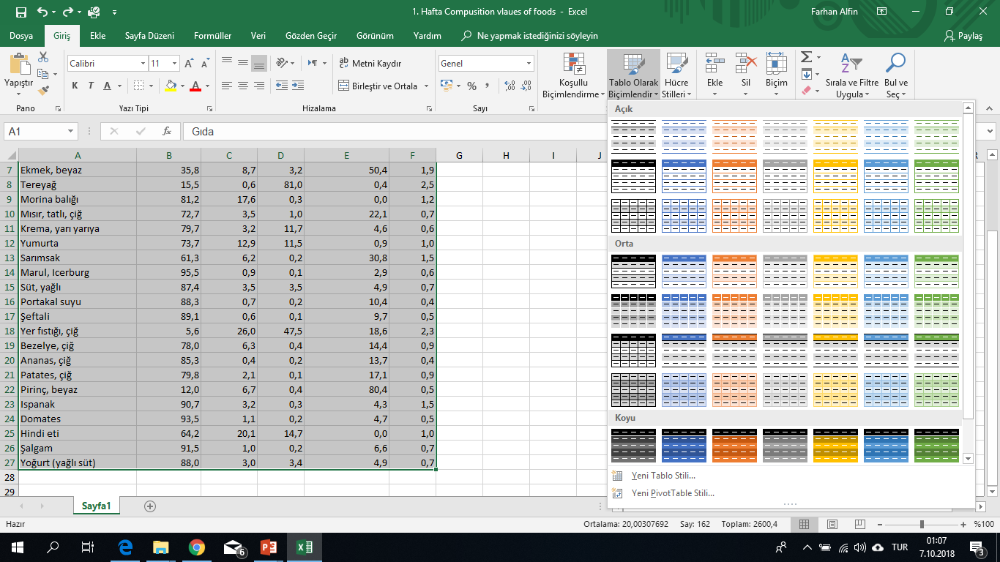 1. Hafta Compusition vlaues of foods - Excel
Farhan Alfin
Dosya Giriş Ekle Sayfa Düzeni Formüller Veri Gözden Geçir Görünüm Yardım Ne yapmak istediğinizi söyleyin Paylaş
Yapıştır
Pano
Calibri 11
K T A
Yazı Tipi
Metni Kaydır
Birleştir ve Ortala
Hizalama
Genel
%
Sayı
Koşullu Biçimlendirme
Tablo Olarak Biçimlendir
Hücre Stilleri
Ekle
Sil
Biçim
Sırala ve Filtre Uygula
Bul ve Seç
A1 fx Gıda
A B C D E F G H I J R
7 Ekmek, beyaz 35,8 8,7 3,2 50,4 1,9
8 Tereyağ 15,5 0,6 81,0 0,4 2,5
9 Morina balığı 81,2 17,6 0,3 0,0 1,2
10 Mısır, tatlı, çiğ 72,7 3,5 1,0 22,1 0,7
11 Krema, yarı yarıya 79,7 3,2 11,7 4,6 0,6
12 Yumurta 73,7 12,9 11,5 0,9 1,0
13 Sarımsak 61,3 6,2 0,2 30,8 1,5
14 Marul, Icerburg 95,5 0,9 0,1 2,9 0,6
15 Süt, yağlı 87,4 3,5 3,5 4,9 0,7
16 Portakal suyu 88,3 0,7 0,2 10,4 0,4
17 Şeftali 89,1 0,6 0,1 9,7 0,5
18 Yer fıstığı, çiğ 5,6 26,0 47,5 18,6 2,3
19 Bezelye, çiğ 78,0 6,3 0,4 14,4 0,9
20 Ananas, çiğ 85,3 0,4 0,2 13,7 0,4
21 Patates, çiğ 79,8 2,1 0,1 17,1 0,9
22 Pirinç, beyaz 12,0 6,7 0,4 80,4 0,5
23 Ispanak 90,7 3,2 0,3 4,3 1,5
24 Domates 93,5 1,1 0,2 4,7 0,5
25 Hindi eti 64,2 20,1 14,7 0,0 1,0
26 Şalgam 91,5 1,0 0,2 6,6 0,7
27 Yoğurt (yağlı süt) 88,0 3,0 3,4 4,9 0,7
28
29
Açık
Orta
Koyu
Yeni Tablo Stili...
Yeni PivotTable Stili...
Sayfa1
Hazır
Ortalama: 20,00307692 Say: 162 Toplam: 2600,4 %100
6
TUR
01:07
7.10.2018
3